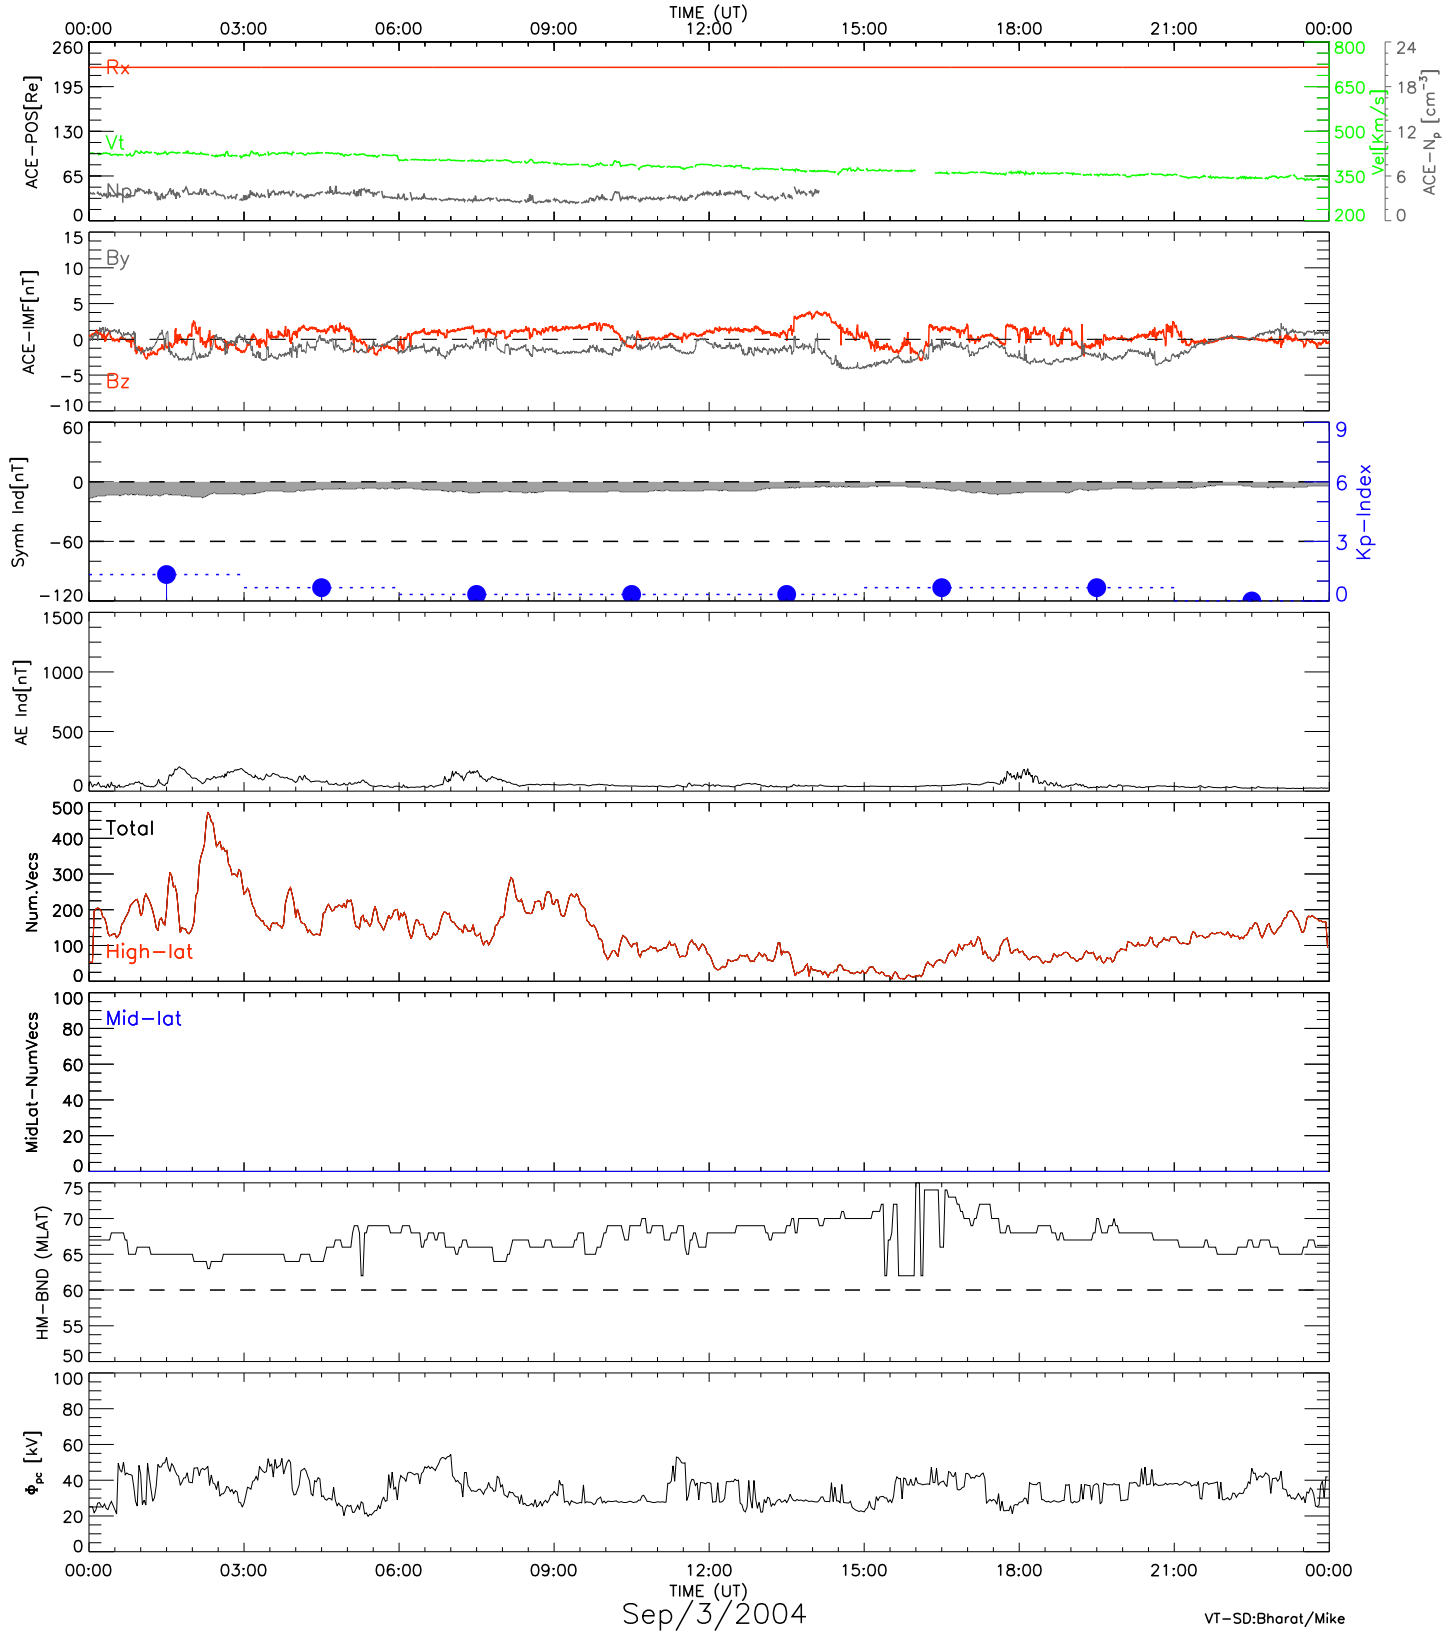 TIME (UT)
00:00 03:00 06:00 09:00 12:00 15:00 18:00 21:00 00:00
ACE-POS[Re]
260
195
130
65
0
Rx
Vt
Np
800
650
500
350
200
Vel[Km/s]
24
18
12
6
0
ACE-Np [cm-3]
ACE-IMF[nT]
15
10
5
0
-5
-10
By
Bz
Symh Ind[nT]
60
0
-60
-120
9
6
3
0
Kp-Index
AE Ind[nT]
1500
1000
500
0
Num.Vecs
500
400
300
200
100
0
Total
High-lat
MidLat-NumVecs
100
80
60
40
20
0
Mid-lat
HM-BND (MLAT)
75
70
65
60
55
50
Φpc [kV]
100
80
60
40
20
0
00:00 03:00 06:00 09:00 12:00 15:00 18:00 21:00 00:00
TIME (UT)
Sep/3/2004
VT-SD:Bharat/Mike